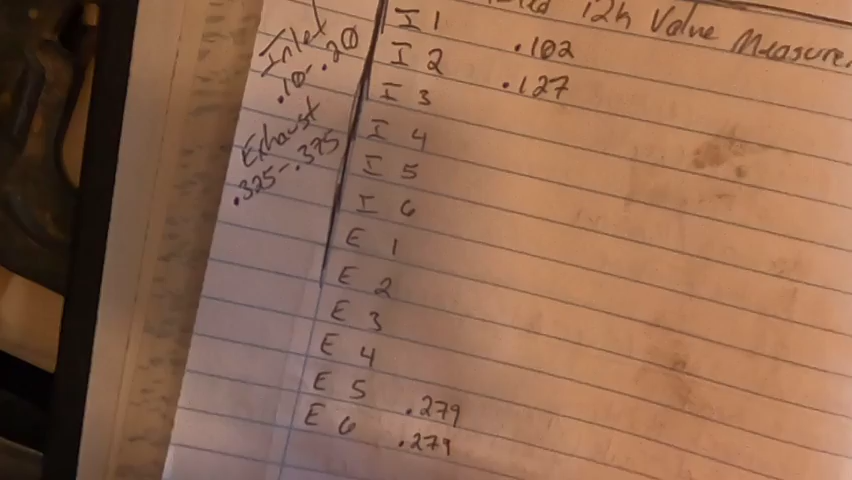 12h Valve Measure
Inlet
.10-.20
Exhaust
.325-.375
I 1 .102
I 2 .127
I 3
I 4
I 5
I 6
E 1
E 2
E 3
E 4
E 5 .279
E 6 .279